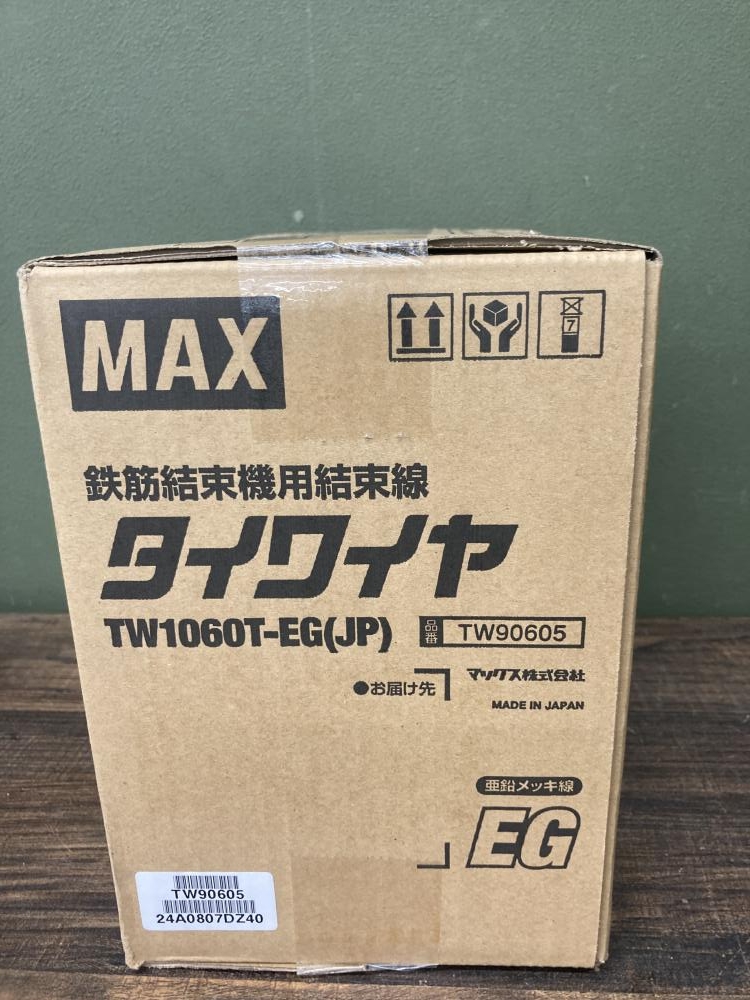 MAX
7
鉄筋結束機用結束線
タイワイヤ
TW1060T-EG(JP) 品番 TW90605
●お届け先 マックス株式会社
MADE IN JAPAN
亜鉛メッキ線
EG
TW90605
24A0807DZ40